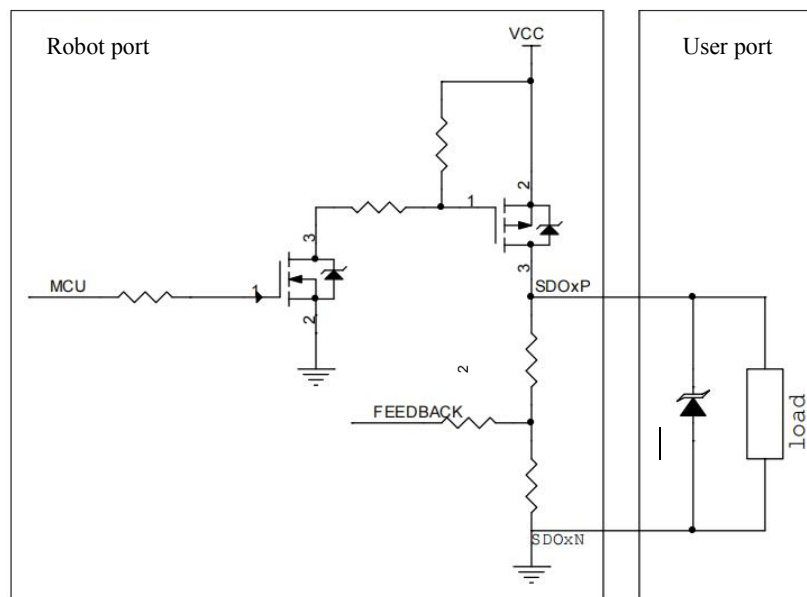 Robot port
User port
VCC
2
1
3
3
SDOxP
MCU
1
2
2
FEEDBACK
load
SDOxN